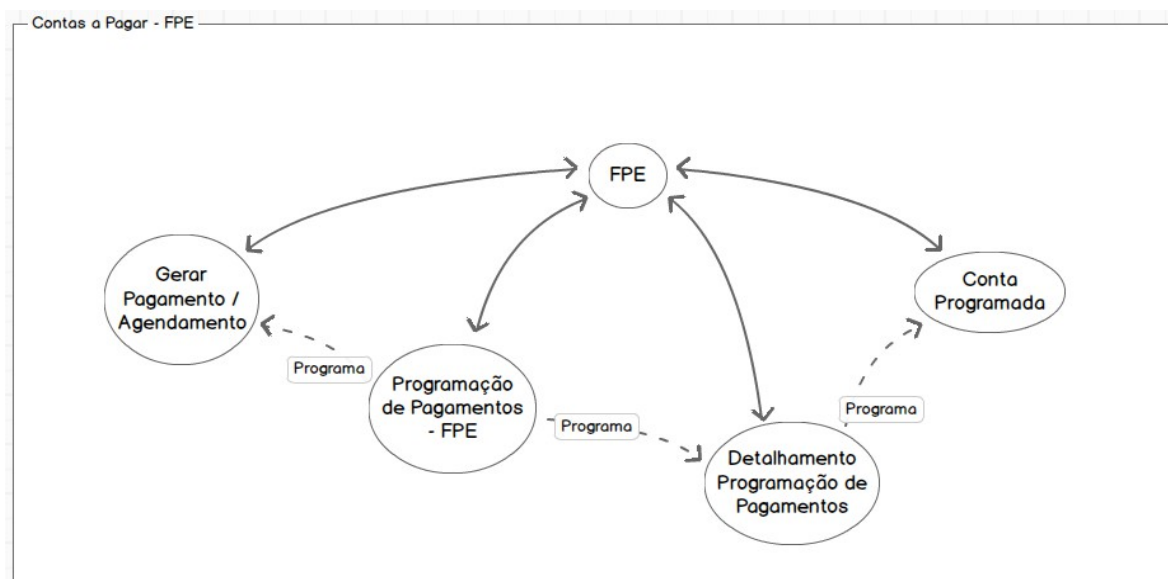 Contas a Pagar - FPE
FPE
Gerar
Pagamento /
Agendamento
Conta
Programada
Programa
Programação
de Pagamentos
- FPE
Programa
Programa
Detalhamento
Programação de
Pagamentos